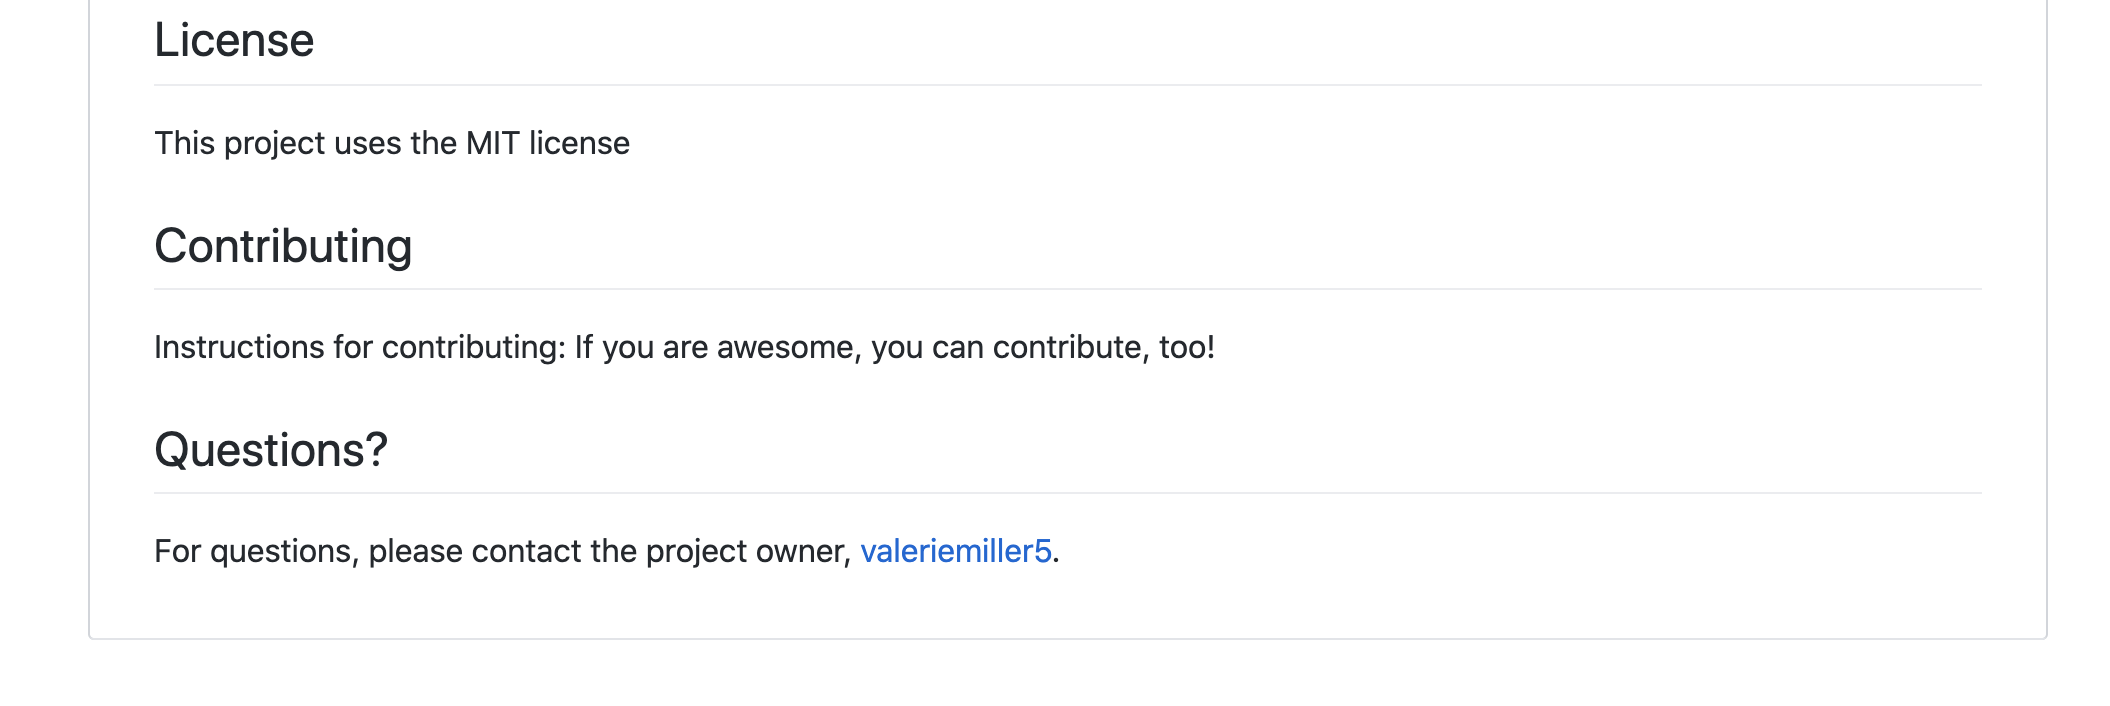 License
This project uses the MIT license
Contributing
Instructions for contributing: If you are awesome, you can contribute, too!
Questions?
For questions, please contact the project owner, valeriemiller5.